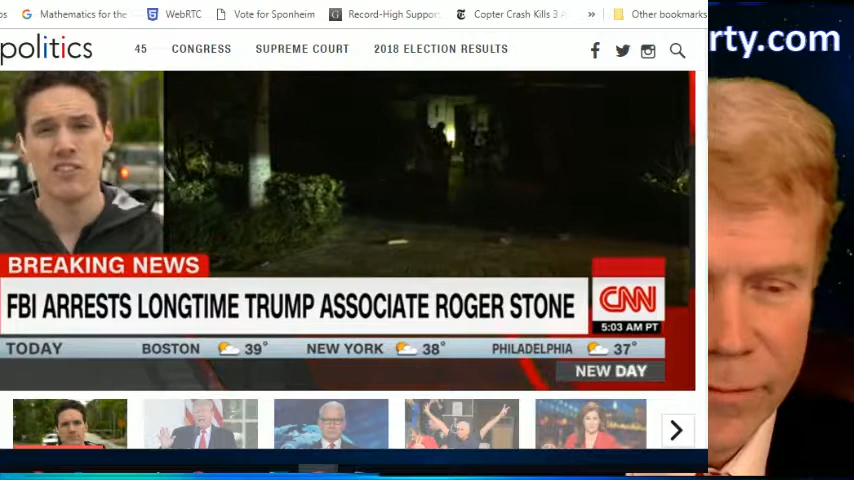 os
Mathematics for the
WebRTC
Vote for Sponheim
Record-High Suppor
Copter Crash Kills 3 A
»
Other bookmarks
politics
45
CONGRESS
SUPREME COURT
2018 ELECTION RESULTS
rty.com
BREAKING NEWS
FBI ARRESTS LONGTIME TRUMP ASSOCIATE ROGER STONE
CNN
5:03 AM PT
TODAY
BOSTON 39°
NEW YORK 38°
PHILADELPHIA 37°
NEW DAY